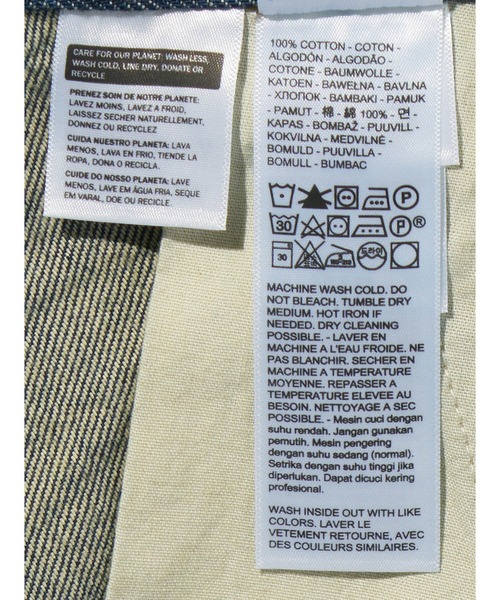 CARE FOR OUR PLANET: WASH LESS,
WASH COLD, LINE DRY, DONATE OR
RECYCLE
PRENEZ SOIN DE NOTRE PLANETE:
LAVEZ MOINS, LAVEZ A FROID,
LAISSEZ SECHER NATURELLEMENT,
DONNEZ OU RECYCLEZ
CUIDA NUESTRO PLANETA: LAVA
MENOS, LAVA EN FRIO, TIENDE LA
ROPA, DONA O RECICLA.
CUIDE DO NOSSO PLANETA: LAVE
MENOS, LAVE EM ÁGUA FRIA, SEQUE
EM VARAL, DOE OU RECICLE.
100% COTTON - COTON -
ALGODÓN - ALGODÃO -
COTONE - BAUMWOLLE -
KATOEN - BAWEŁNA - BAVLNA
- ХЛОПОК - BAMBAKI - PAMUK
- PAMUT - 棉 - 綿 100% - 면 -
KAPAS - BOMBAŽ - PUUVILL -
KOKVILNA - MEDVILNĖ -
BOMULD - PUUVILLA -
BOMULL - BUMBAC
P
30 P ®
30 드라이
MACHINE WASH COLD. DO
NOT BLEACH. TUMBLE DRY
MEDIUM. HOT IRON IF
NEEDED. DRY CLEANING
POSSIBLE. - LAVER EN
MACHINE A L'EAU FROIDE. NE
PAS BLANCHIR. SECHER EN
MACHINE A TEMPERATURE
MOYENNE. REPASSER A
TEMPERATURE ELEVEE AU
BESOIN. NETTOYAGE A SEC
POSSIBLE. - Mesin cuci dengan
suhu rendah. Jangan gunakan
pemutih. Mesin pengering
dengan suhu sedang (normal).
Setrika dengan suhu tinggi jika
diperlukan. Dapat dicuci kering
profesional.
WASH INSIDE OUT WITH LIKE
COLORS. LAVER LE
VETEMENT RETOURNE, AVEC
DES COULEURS SIMILAIRES.